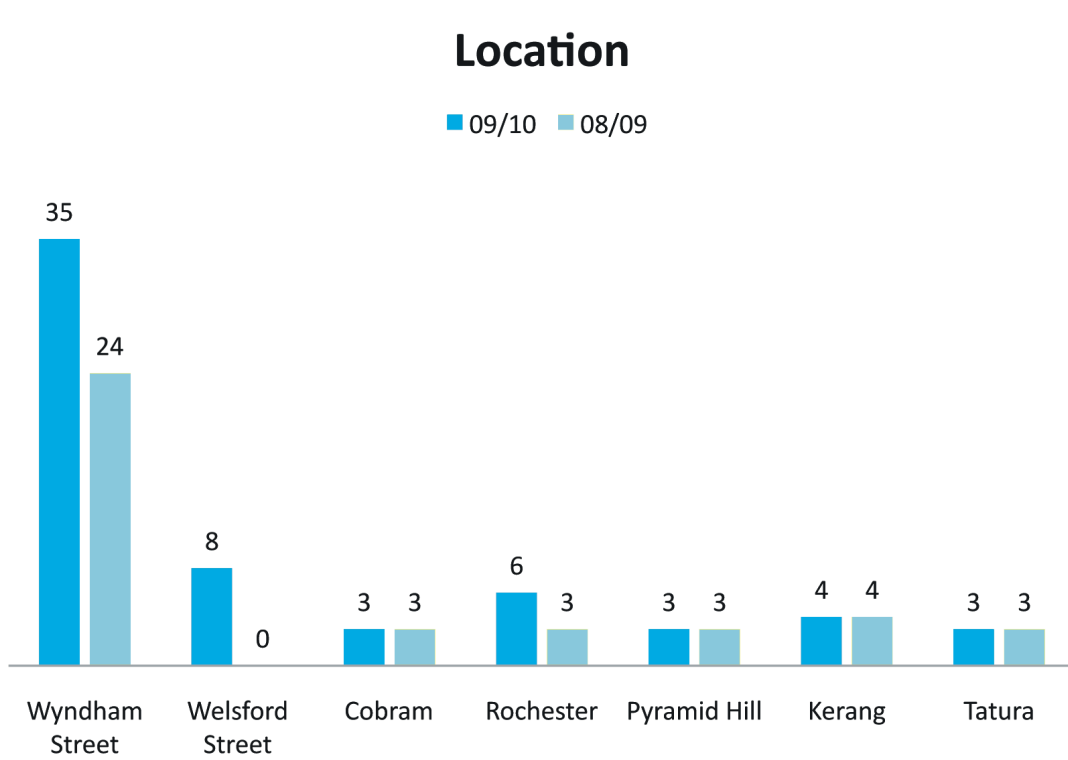 Location
09/10 08/09
35
24
8
0
3 3
6
3
3 3
4 4
3 3
Wyndham Street
Welsford Street
Cobram
Rochester
Pyramid Hill
Kerang
Tatura